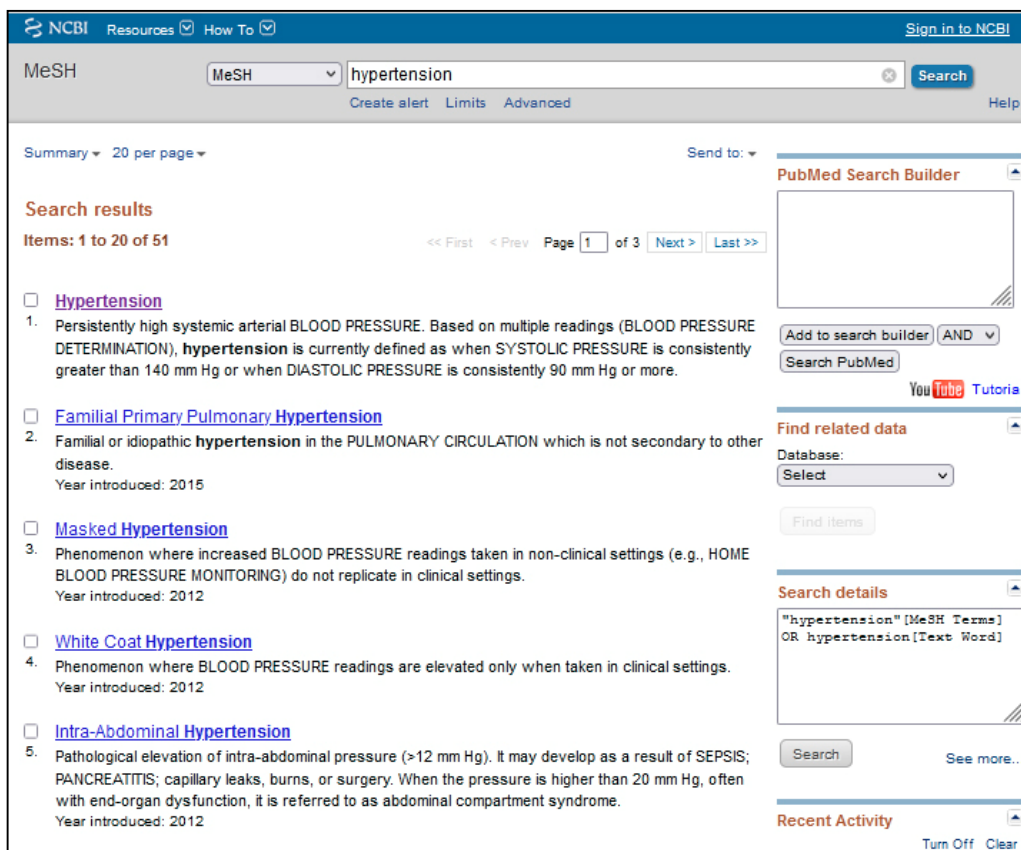 NCBI Resources How To Sign in to NCBI
MeSH MeSH hypertension Search
Create alert Limits Advanced Help
Summary 20 per page Send to:
Search results
Items: 1 to 20 of 51 << First < Prev Page 1 of 3 Next > Last >>
Hypertension
1. Persistently high systemic arterial BLOOD PRESSURE. Based on multiple readings (BLOOD PRESSURE
DETERMINATION), hypertension is currently defined as when SYSTOLIC PRESSURE is consistently
greater than 140 mm Hg or when DIASTOLIC PRESSURE is consistently 90 mm Hg or more.
Familial Primary Pulmonary Hypertension
2. Familial or idiopathic hypertension in the PULMONARY CIRCULATION which is not secondary to other
disease.
Year introduced: 2015
Masked Hypertension
3. Phenomenon where increased BLOOD PRESSURE readings taken in non-clinical settings (e.g., HOME
BLOOD PRESSURE MONITORING) do not replicate in clinical settings.
Year introduced: 2012
White Coat Hypertension
4. Phenomenon where BLOOD PRESSURE readings are elevated only when taken in clinical settings.
Year introduced: 2012
Intra-Abdominal Hypertension
5. Pathological elevation of intra-abdominal pressure (>12 mm Hg). It may develop as a result of SEPSIS;
PANCREATITIS; capillary leaks, burns, or surgery. When the pressure is higher than 20 mm Hg, often
with end-organ dysfunction, it is referred to as abdominal compartment syndrome.
Year introduced: 2012
PubMed Search Builder
Add to search builder AND
Search PubMed
YouTube Tutoria
Find related data
Database:
Select
Find items
Search details
"hypertension"[MeSH Terms]
OR hypertension[Text Word]
Search See more..
Recent Activity
Turn Off Clear